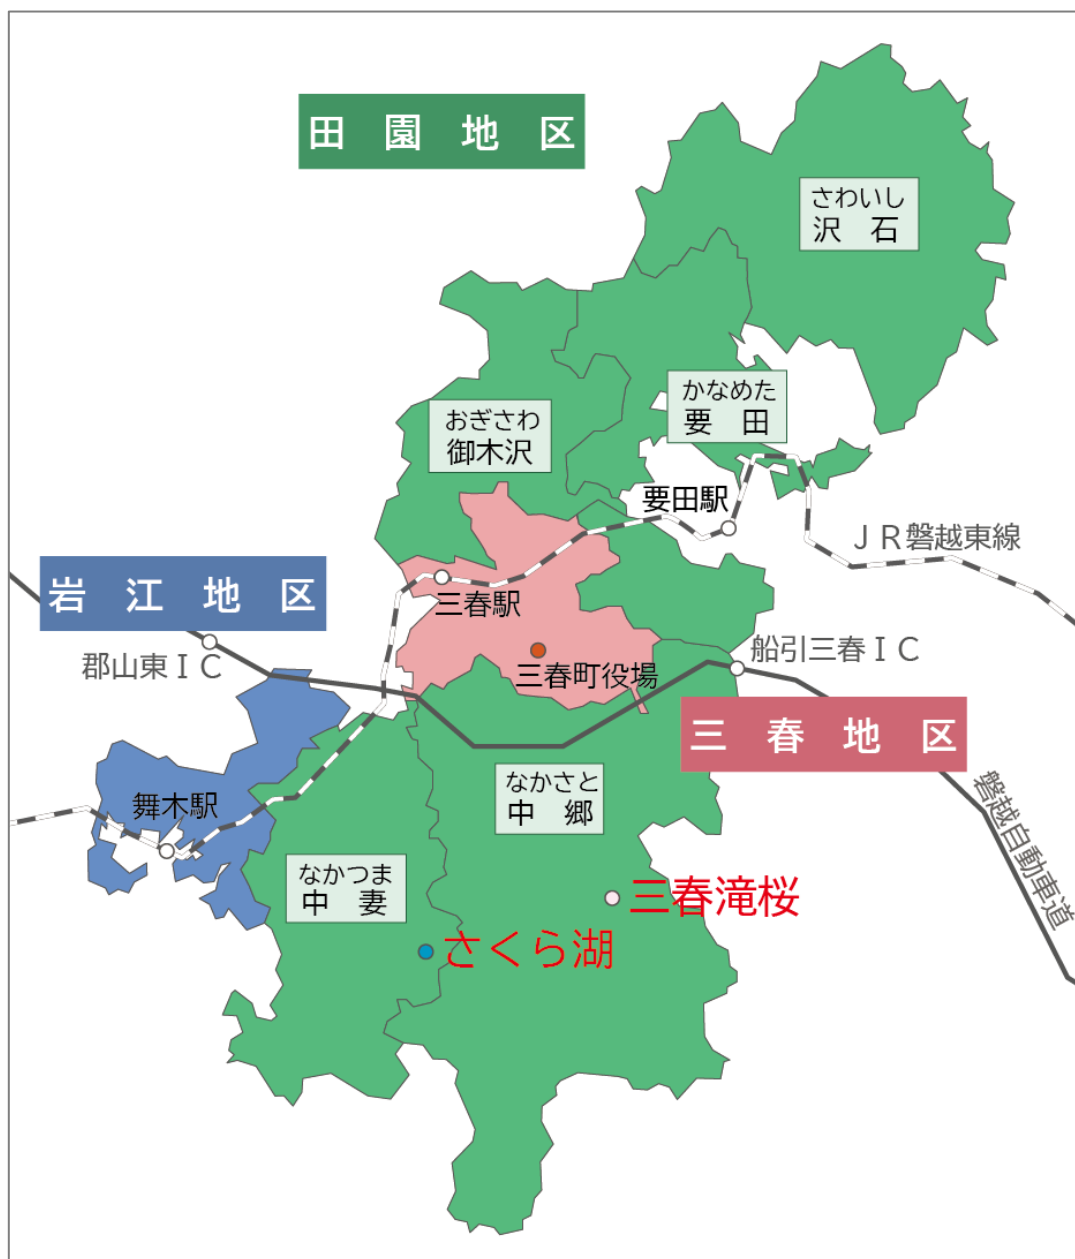 田園地区
さわいし
沢石
かなめた
要田
おぎさわ
御木沢
要田駅
ＪＲ磐越東線
岩江地区
三春駅
郡山東ＩＣ
船引三春ＩＣ
三春町役場
三春地区
なかさと
中郷
舞木駅
磐越自動車道
なかつま
中妻
三春滝桜
さくら湖